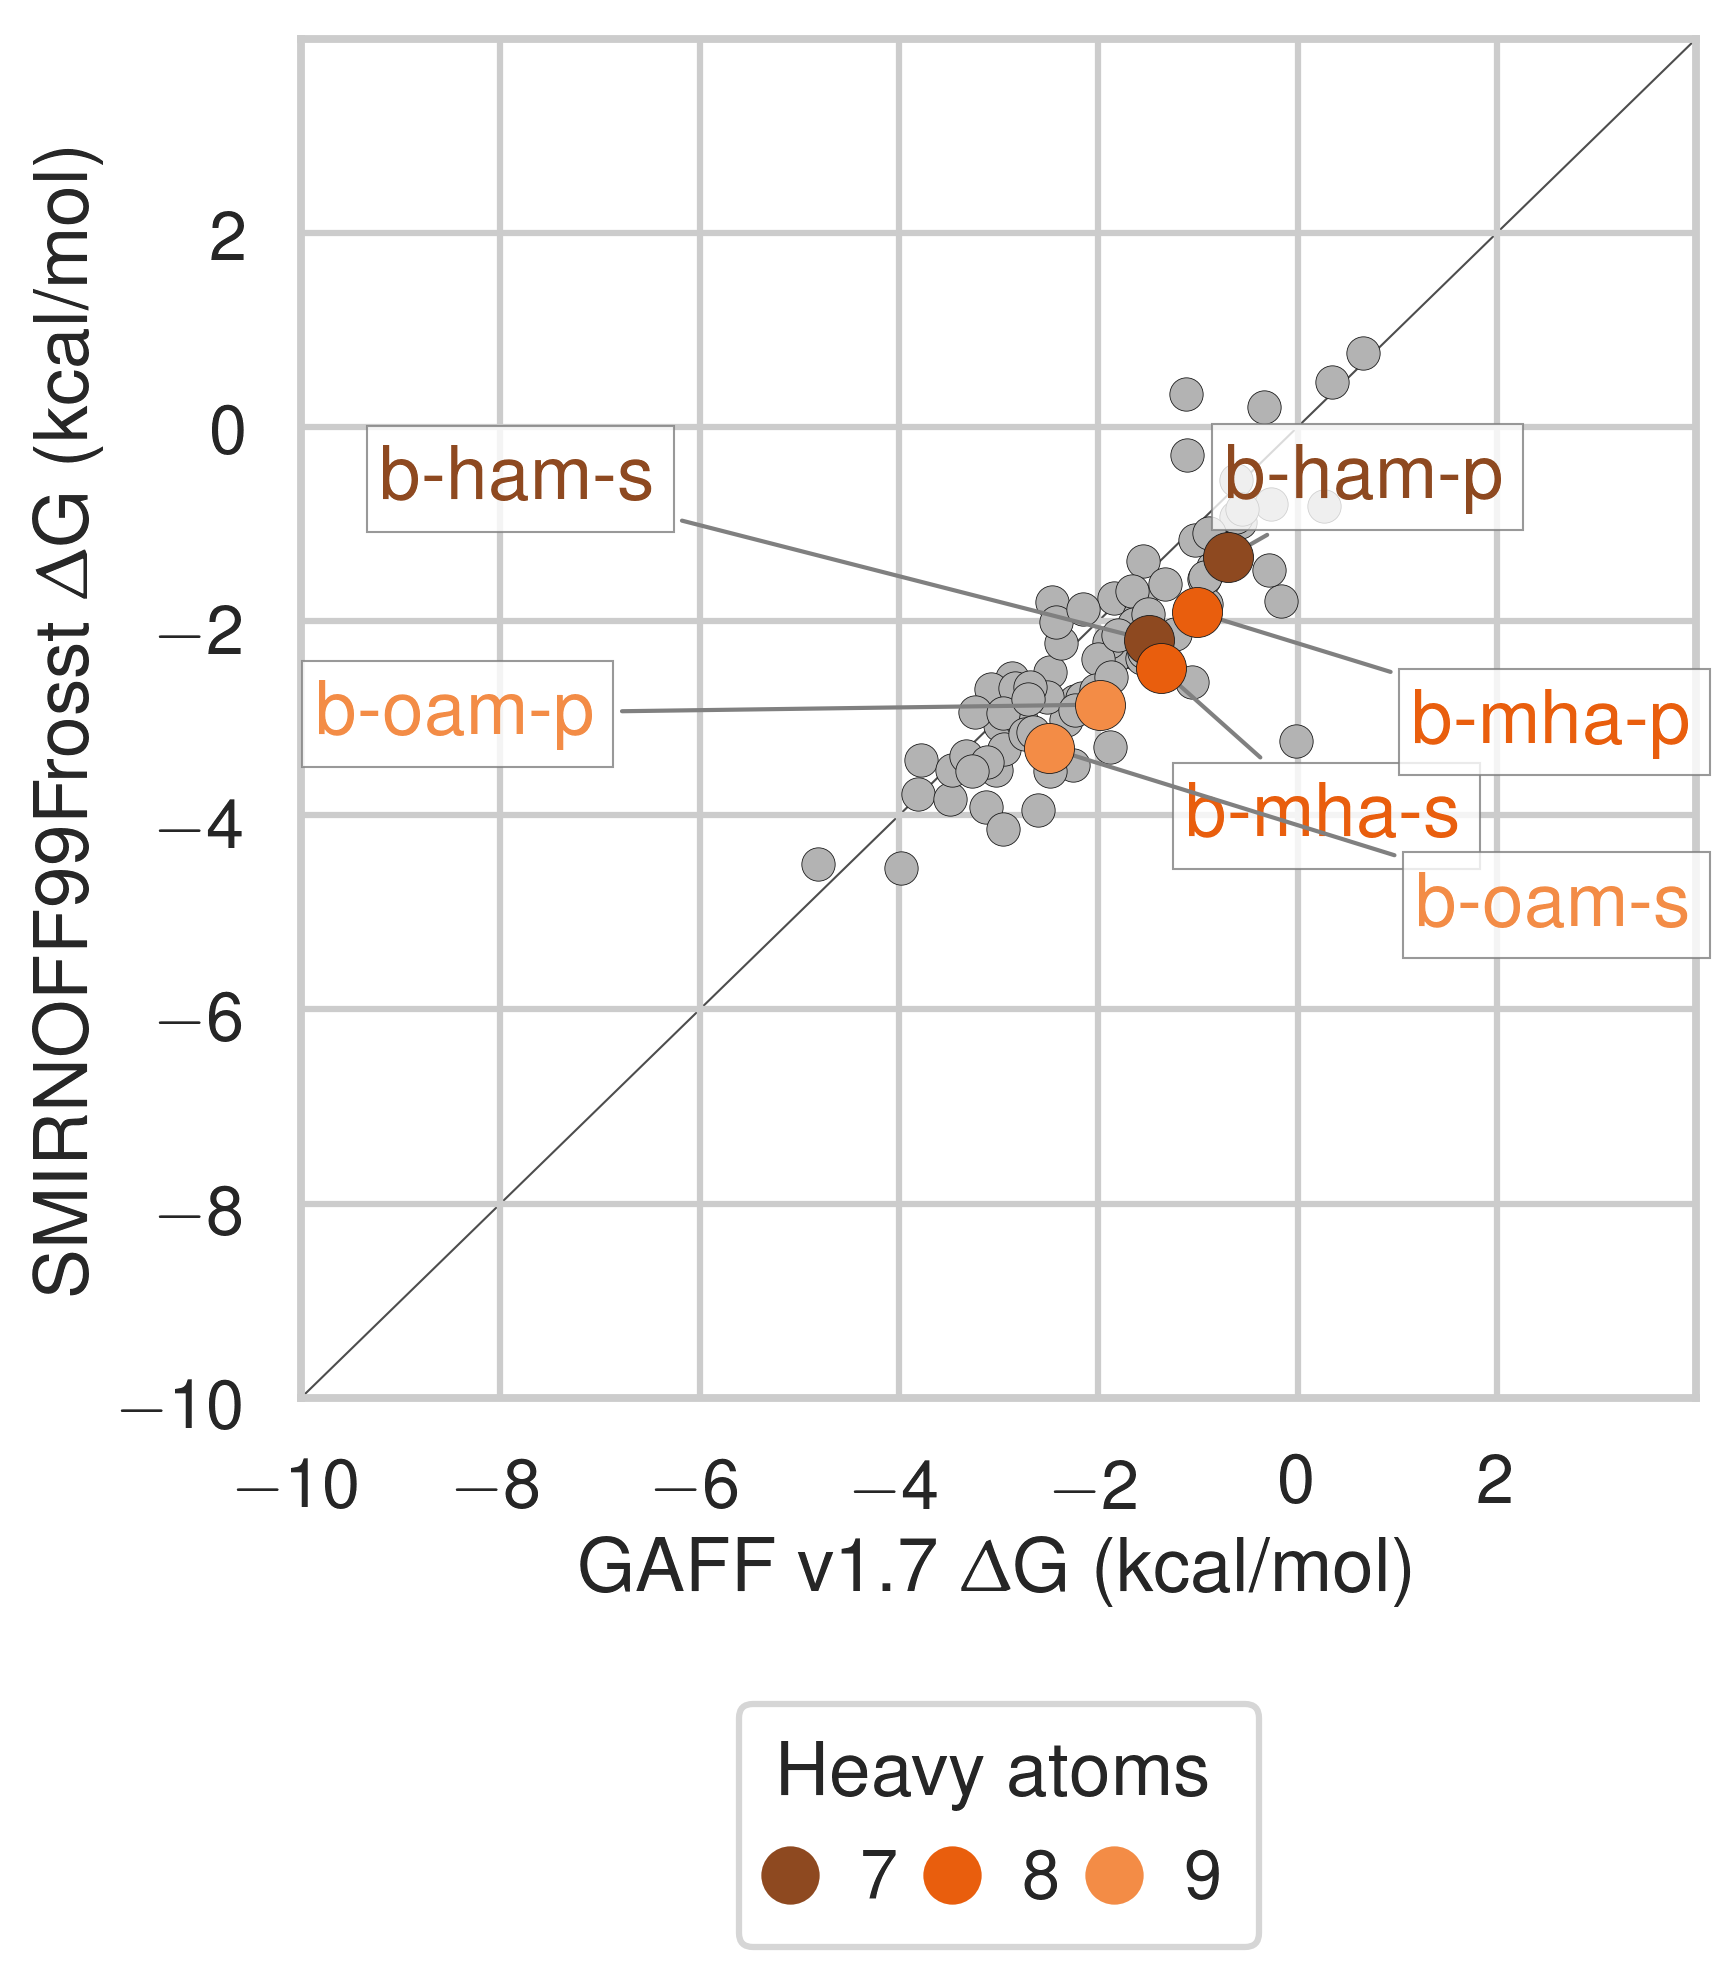 SMIRNOFF99Frosst ΔG (kcal/mol)
2
0
−2
−4
−6
−8
−10
b-ham-s
b-ham-p
b-oam-p
b-mha-p
b-mha-s
b-oam-s
−10 −8 −6 −4 −2 0 2
GAFF v1.7 ΔG (kcal/mol)
Heavy atoms
7 8 9